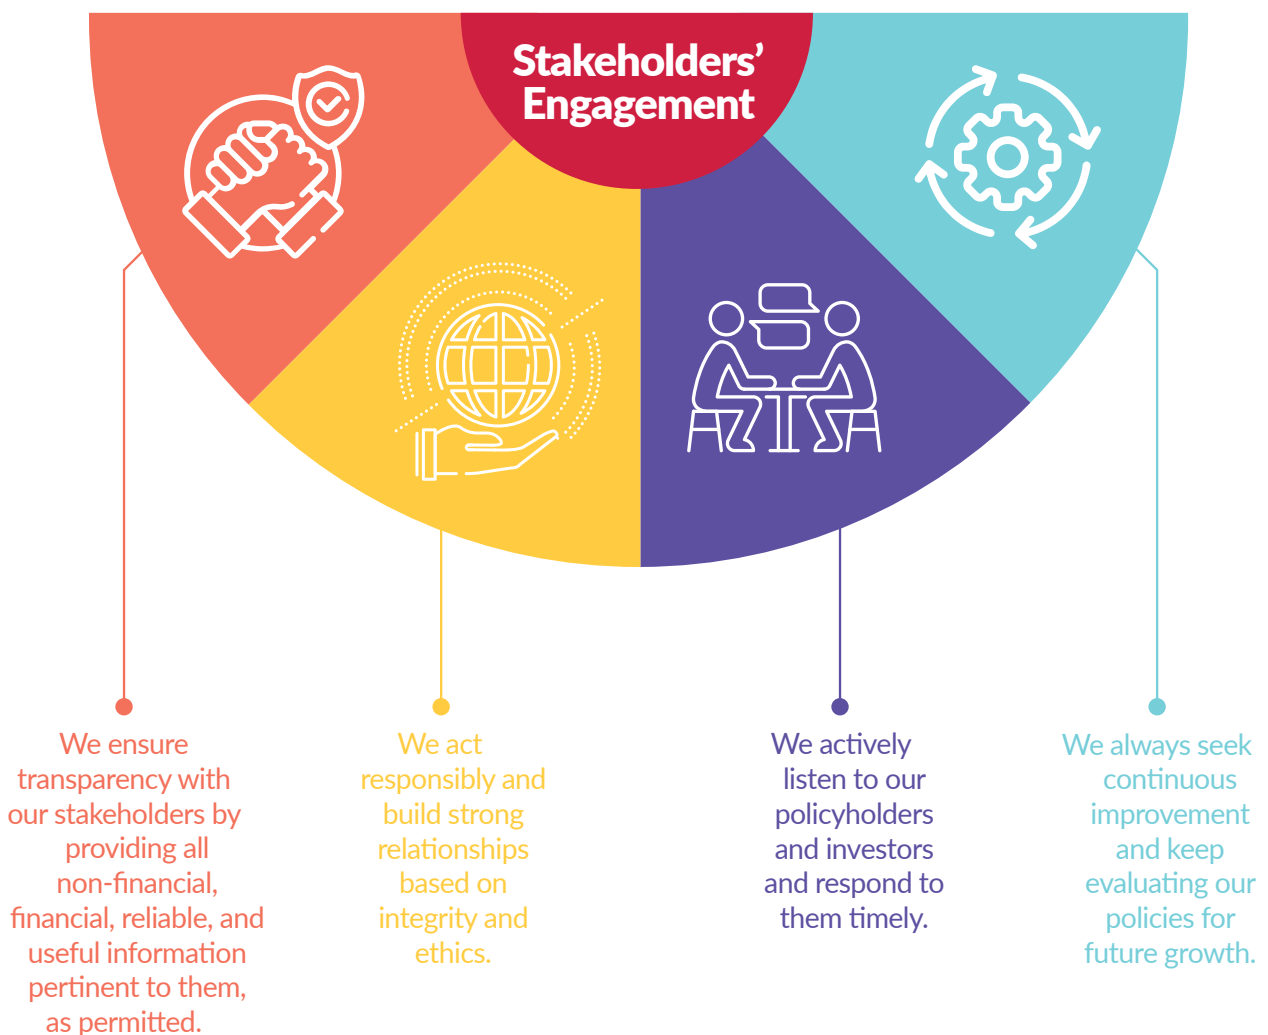 Stakeholders’
Engagement
We ensure
transparency with
our stakeholders by
providing all
non-financial,
financial, reliable, and
useful information
pertinent to them,
as permitted.
We act
responsibly and
build strong
relationships
based on
integrity and
ethics.
We actively
listen to our
policyholders
and investors
and respond to
them timely.
We always seek
continuous
improvement
and keep
evaluating our
policies for
future growth.